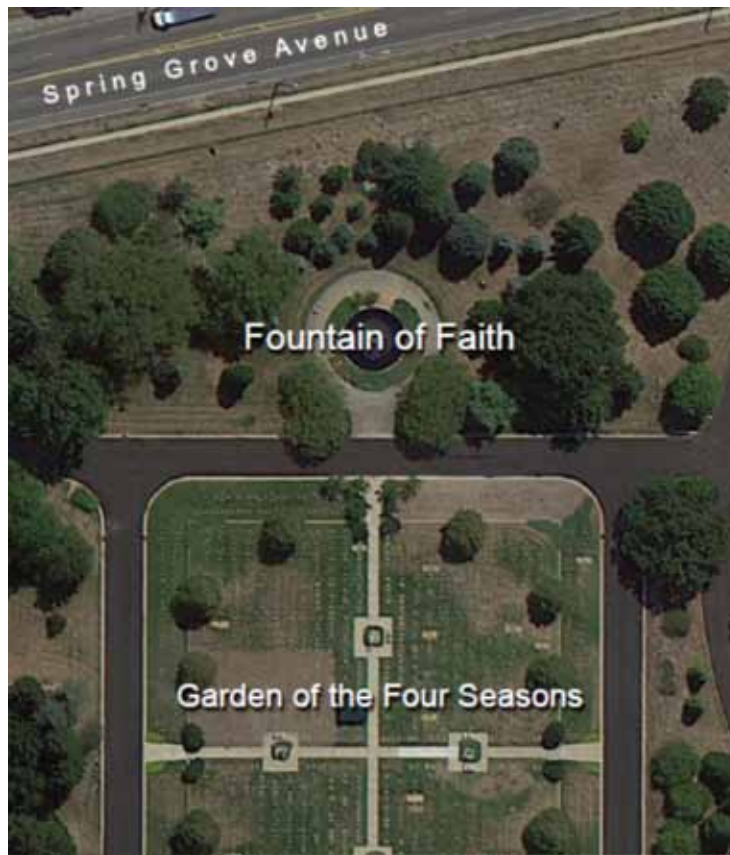 Spring Grove Avenue
Fountain of Faith
Garden of the Four Seasons